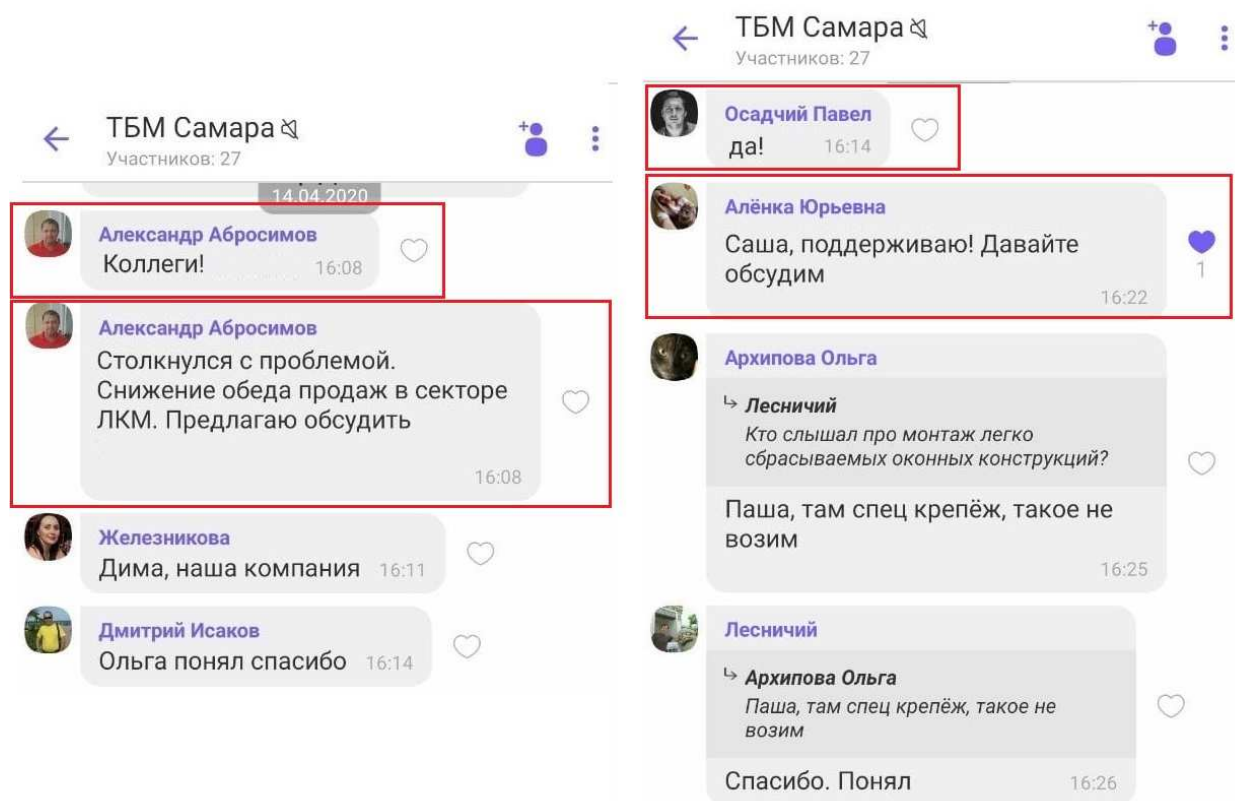 ТБМ Самара
Участников: 27
14.04.2020
Александр Абросимов
Коллеги!
16:08
Александр Абросимов
Столкнулся с проблемой.
Снижение обеда продаж в секторе
ЛКМ. Предлагаю обсудить
16:08
Железникова
Дима, наша компания 16:11
Дмитрий Исаков
Ольга понял спасибо 16:14
ТБМ Самара
Участников: 27
Осадчий Павел
да! 16:14
Алёнка Юрьевна
Саша, поддерживаю! Давайте
обсудим
1
16:22
Архипова Ольга
Лесничий
Кто слышал про монтаж легко
сбрасываемых оконных конструкций?
Паша, там спец крепёж, такое не
возим
16:25
Лесничий
Архипова Ольга
Паша, там спец крепёж, такое не
возим
Спасибо. Понял 16:26